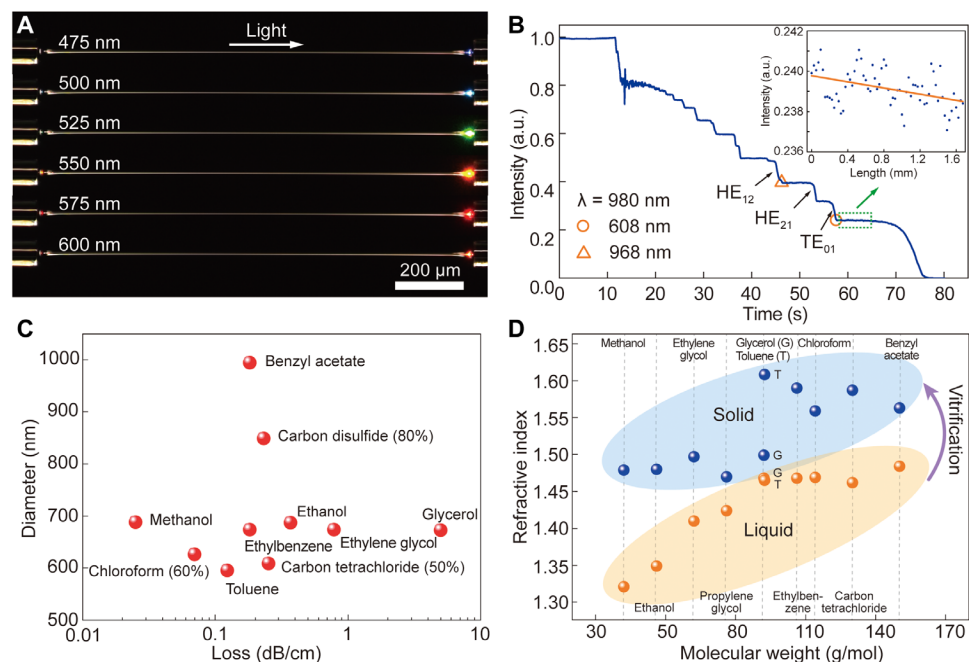 A
Light
475 nm
500 nm
525 nm
550 nm
575 nm
600 nm
200 µm
B
Intensity (a.u.)
1.0
0.8
0.6
0.4
0.2
0.0
0
10
20
30
40
50
60
70
80
Time (s)
HE12
HE21
TE01
λ = 980 nm
608 nm
968 nm
Intensity (a.u.)
0.242
0.240
0.238
0.236
0
0.4
0.8
1.2
1.6
Length (mm)
C
Diameter (nm)
1000
900
800
700
600
500
0.01
0.1
1
10
Loss (dB/cm)
Benzyl acetate
Carbon disulfide (80%)
Methanol
Ethanol
Glycerol
Ethylbenzene
Ethylene glycol
Chloroform (60%)
Carbon tetrachloride (50%)
Toluene
D
Refractive index
1.65
1.60
1.55
1.50
1.45
1.40
1.35
1.30
30
50
70
90
110
130
150
170
Molecular weight (g/mol)
Methanol
Ethylene
glycol
Glycerol (G)
Toluene (T)
Chloroform
Benzyl
acetate
T
Solid
G
G
T
Liquid
Vitrification
Ethanol
Propylene
glycol
Ethylben-
zene
Carbon
tetrachloride